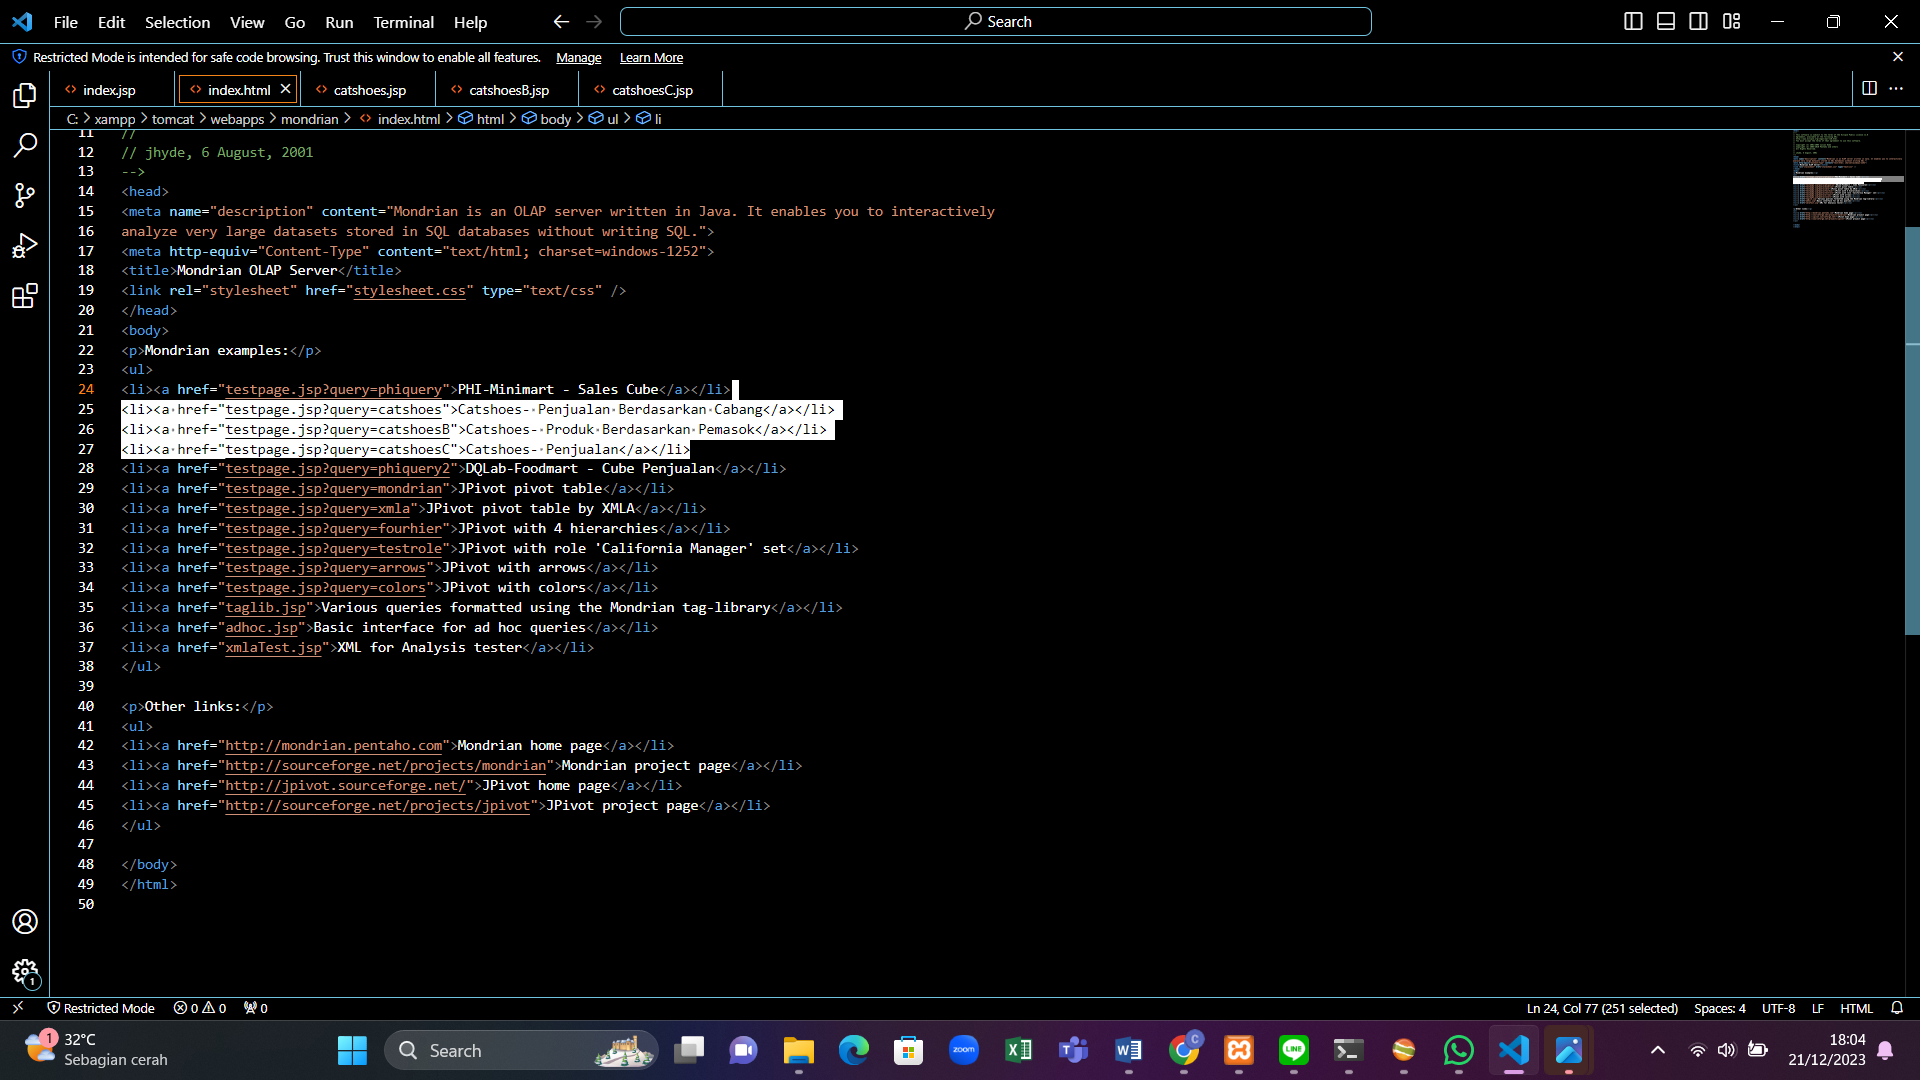 File Edit Selection View Go Run Terminal Help
Search
Restricted Mode is intended for safe code browsing. Trust this window to enable all features. Manage Learn More
index.jsp index.html catshoes.jsp catshoesB.jsp catshoesC.jsp
C: > xampp > tomcat > webapps > mondrian > index.html > html > body > ul > li
11 //
12 // jhyde, 6 August, 2001
13 -->
14 <head>
15 <meta name="description" content="Mondrian is an OLAP server written in Java. It enables you to interactively
16 analyze very large datasets stored in SQL databases without writing SQL.">
17 <meta http-equiv="Content-Type" content="text/html; charset=windows-1252">
18 <title>Mondrian OLAP Server</title>
19 <link rel="stylesheet" href="stylesheet.css" type="text/css" />
20 </head>
21 <body>
22 <p>Mondrian examples:</p>
23 <ul>
24 <li><a href="testpage.jsp?query=phiquery">PHI-Minimart - Sales Cube</a></li>
25 <li><a·href="testpage.jsp?query=catshoes">Catshoes-·Penjualan·Berdasarkan·Cabang</a></li>
26 <li><a·href="testpage.jsp?query=catshoesB">Catshoes-·Produk·Berdasarkan·Pemasok</a></li>
27 <li><a·href="testpage.jsp?query=catshoesC">Catshoes-·Penjualan</a></li>
28 <li><a href="testpage.jsp?query=phiquery2">DQLab-Foodmart - Cube Penjualan</a></li>
29 <li><a href="testpage.jsp?query=mondrian">JPivot pivot table</a></li>
30 <li><a href="testpage.jsp?query=xmla">JPivot pivot table by XMLA</a></li>
31 <li><a href="testpage.jsp?query=fourhier">JPivot with 4 hierarchies</a></li>
32 <li><a href="testpage.jsp?query=testrole">JPivot with role 'California Manager' set</a></li>
33 <li><a href="testpage.jsp?query=arrows">JPivot with arrows</a></li>
34 <li><a href="testpage.jsp?query=colors">JPivot with colors</a></li>
35 <li><a href="taglib.jsp">Various queries formatted using the Mondrian tag-library</a></li>
36 <li><a href="adhoc.jsp">Basic interface for ad hoc queries</a></li>
37 <li><a href="xmlaTest.jsp">XML for Analysis tester</a></li>
38 </ul>
39
40 <p>Other links:</p>
41 <ul>
42 <li><a href="http://mondrian.pentaho.com">Mondrian home page</a></li>
43 <li><a href="http://sourceforge.net/projects/mondrian">Mondrian project page</a></li>
44 <li><a href="http://jpivot.sourceforge.net/">JPivot home page</a></li>
45 <li><a href="http://sourceforge.net/projects/jpivot">JPivot project page</a></li>
46 </ul>
47
48 </body>
49 </html>
50
1
Restricted Mode 0 0 0 Ln 24, Col 77 (251 selected) Spaces: 4 UTF-8 LF HTML
1 32°C
Sebagian cerah
Search
zoom
C
LINE
18:04
21/12/2023